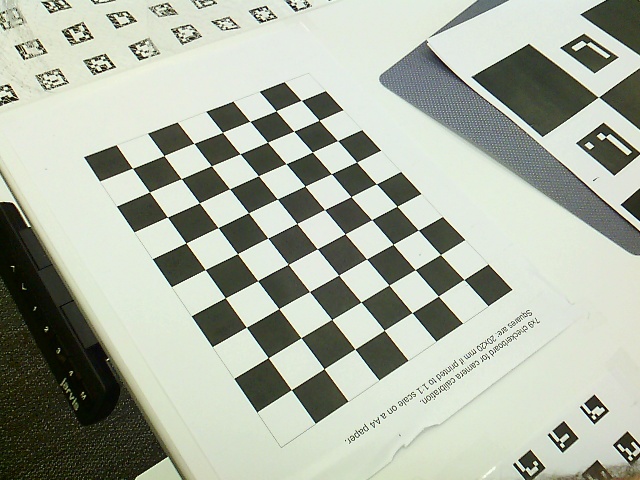 7x9 checkerboard for camera calibration.
Squares are: 20x20 mm if printed to 1:1 scale on a A4 paper.